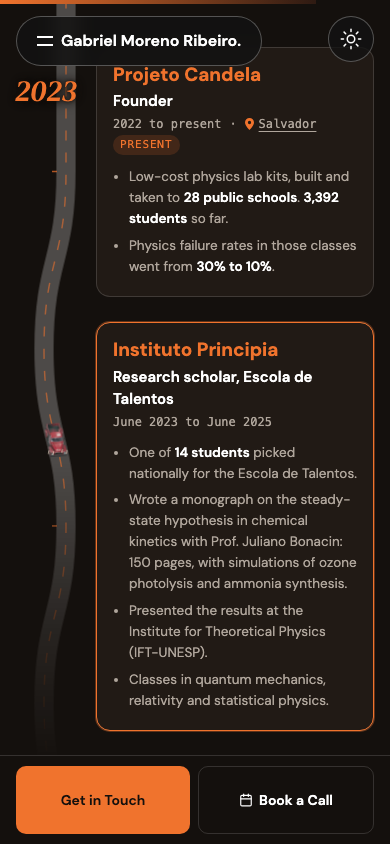 Gabriel Moreno Ribeiro.
2023
Projeto Candela
Founder
2022 to present · Salvador
PRESENT
• Low-cost physics lab kits, built and
taken to 28 public schools. 3,392
students so far.
• Physics failure rates in those classes
went from 30% to 10%.
Instituto Principia
Research scholar, Escola de
Talentos
June 2023 to June 2025
• One of 14 students picked
nationally for the Escola de Talentos.
• Wrote a monograph on the steady-
state hypothesis in chemical
kinetics with Prof. Juliano Bonacin:
150 pages, with simulations of ozone
photolysis and ammonia synthesis.
• Presented the results at the
Institute for Theoretical Physics
(IFT-UNESP).
• Classes in quantum mechanics,
relativity and statistical physics.
Get in Touch
Book a Call